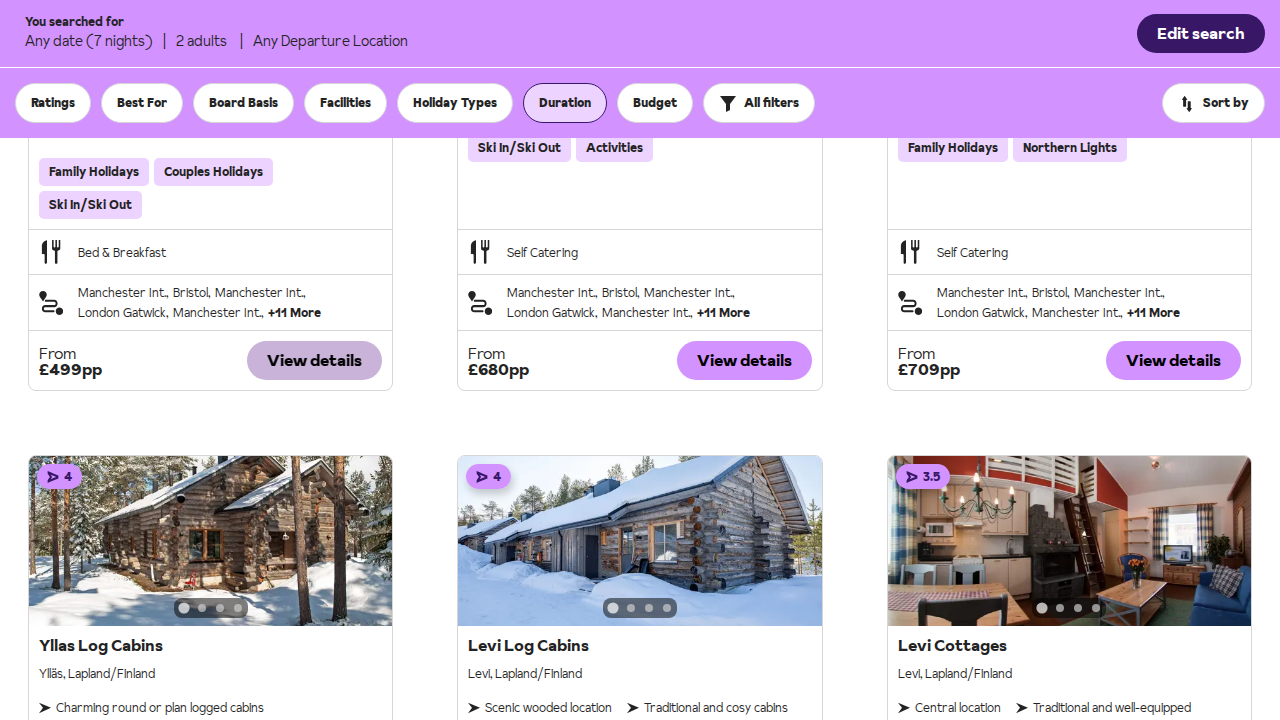 You searched for
Any date (7 nights) | 2 adults | Any Departure Location
Edit search
Ratings
Best For
Board Basis
Facilities
Holiday Types
Duration
Budget
All filters
Sort by
Family Holidays
Couples Holidays
Ski In/Ski Out
Bed & Breakfast
Manchester Int., Bristol, Manchester Int.,
London Gatwick, Manchester Int., +11 More
From
£499pp
View details
Ski In/Ski Out
Activities
Self Catering
Manchester Int., Bristol, Manchester Int.,
London Gatwick, Manchester Int., +11 More
From
£680pp
View details
Family Holidays
Northern Lights
Self Catering
Manchester Int., Bristol, Manchester Int.,
London Gatwick, Manchester Int., +11 More
From
£709pp
View details
4
Yllas Log Cabins
Ylläs, Lapland/Finland
Charming round or plan logged cabins
4
Levi Log Cabins
Levi, Lapland/Finland
Scenic wooded location
Traditional and cosy cabins
3.5
Levi Cottages
Levi, Lapland/Finland
Central location
Traditional and well-equipped